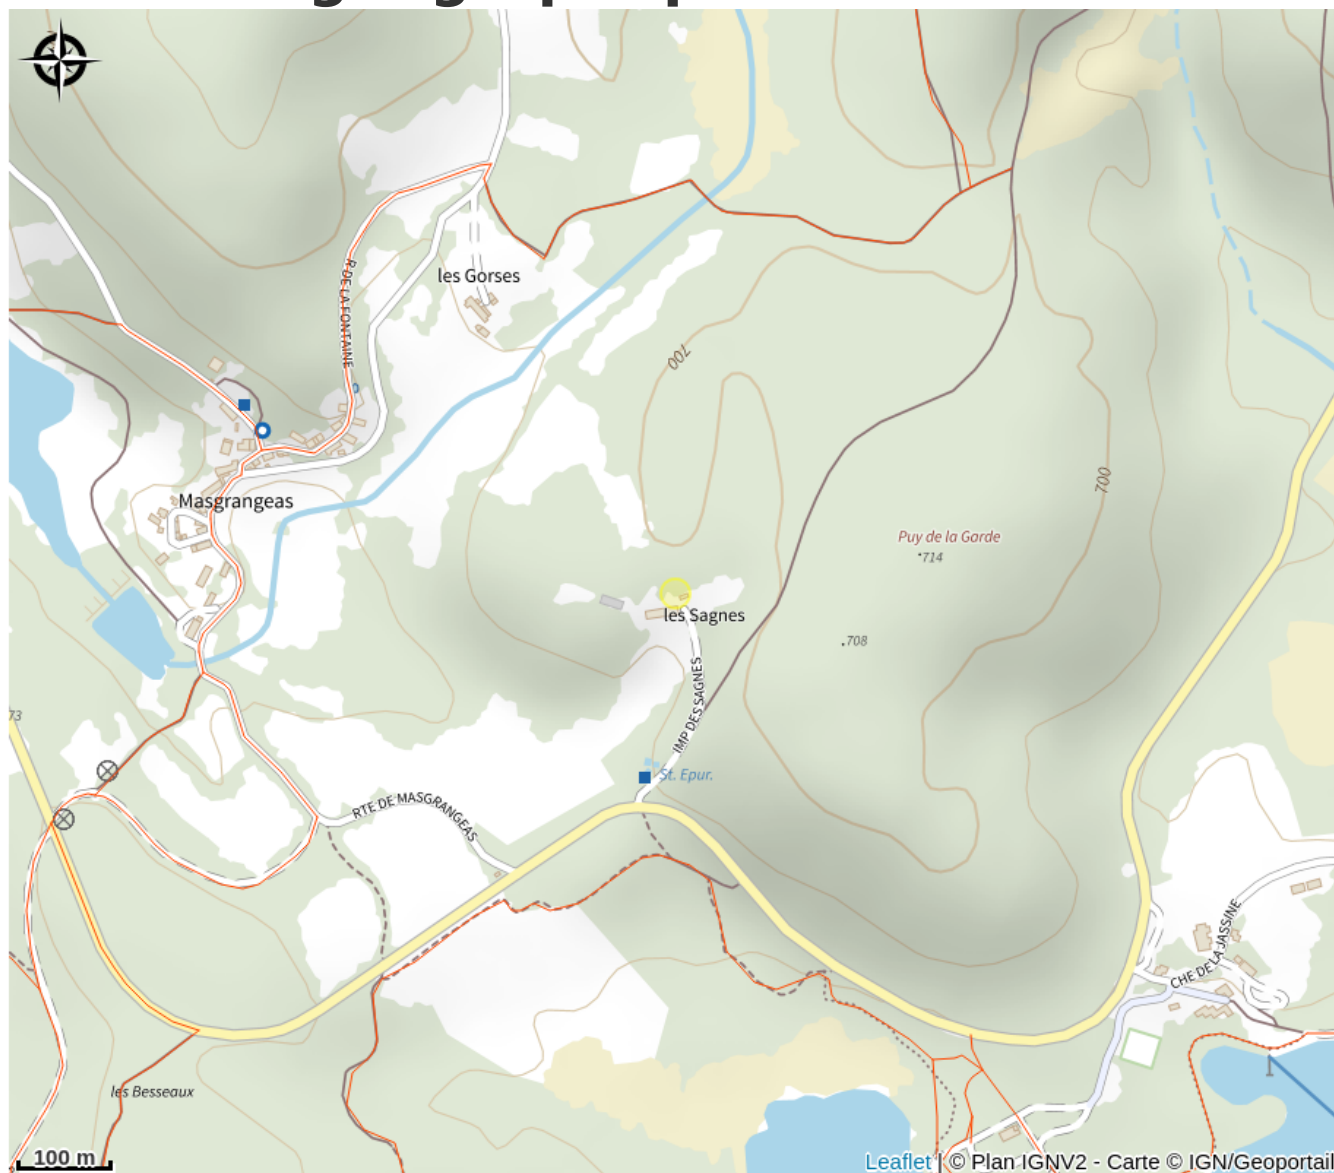 les Gorses
R DE LA FONTAINE
700
700
Masgrangeas
Puy de la Garde
714
les Sagnes
708
IMP DES SAGNES
73
St. Epur.
RTE DE MASGRANGEAS
CHE DE LA JASSINE
les Besseaux
100 m
Leaflet | © Plan IGNV2 - Carte © IGN/Geoportail